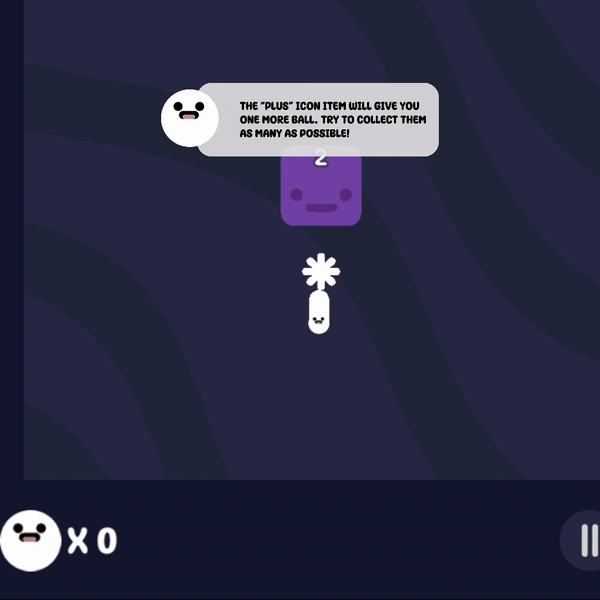 THE "PLUS" ICON ITEM WILL GIVE YOU
ONE MORE BALL. TRY TO COLLECT THEM
AS MANY AS POSSIBLE!
2
X 0